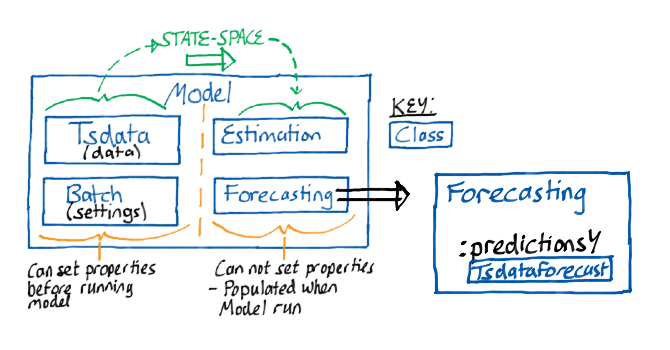 STATE-SPACE
Model
Tsdata
(data)
Estimation
Batch
(settings)
Forecasting
Can set properties
before running
model
Can not set properties
- Populated when
Model run
KEY:
Class
Forecasting
:predictionsY
Tsdataforecast